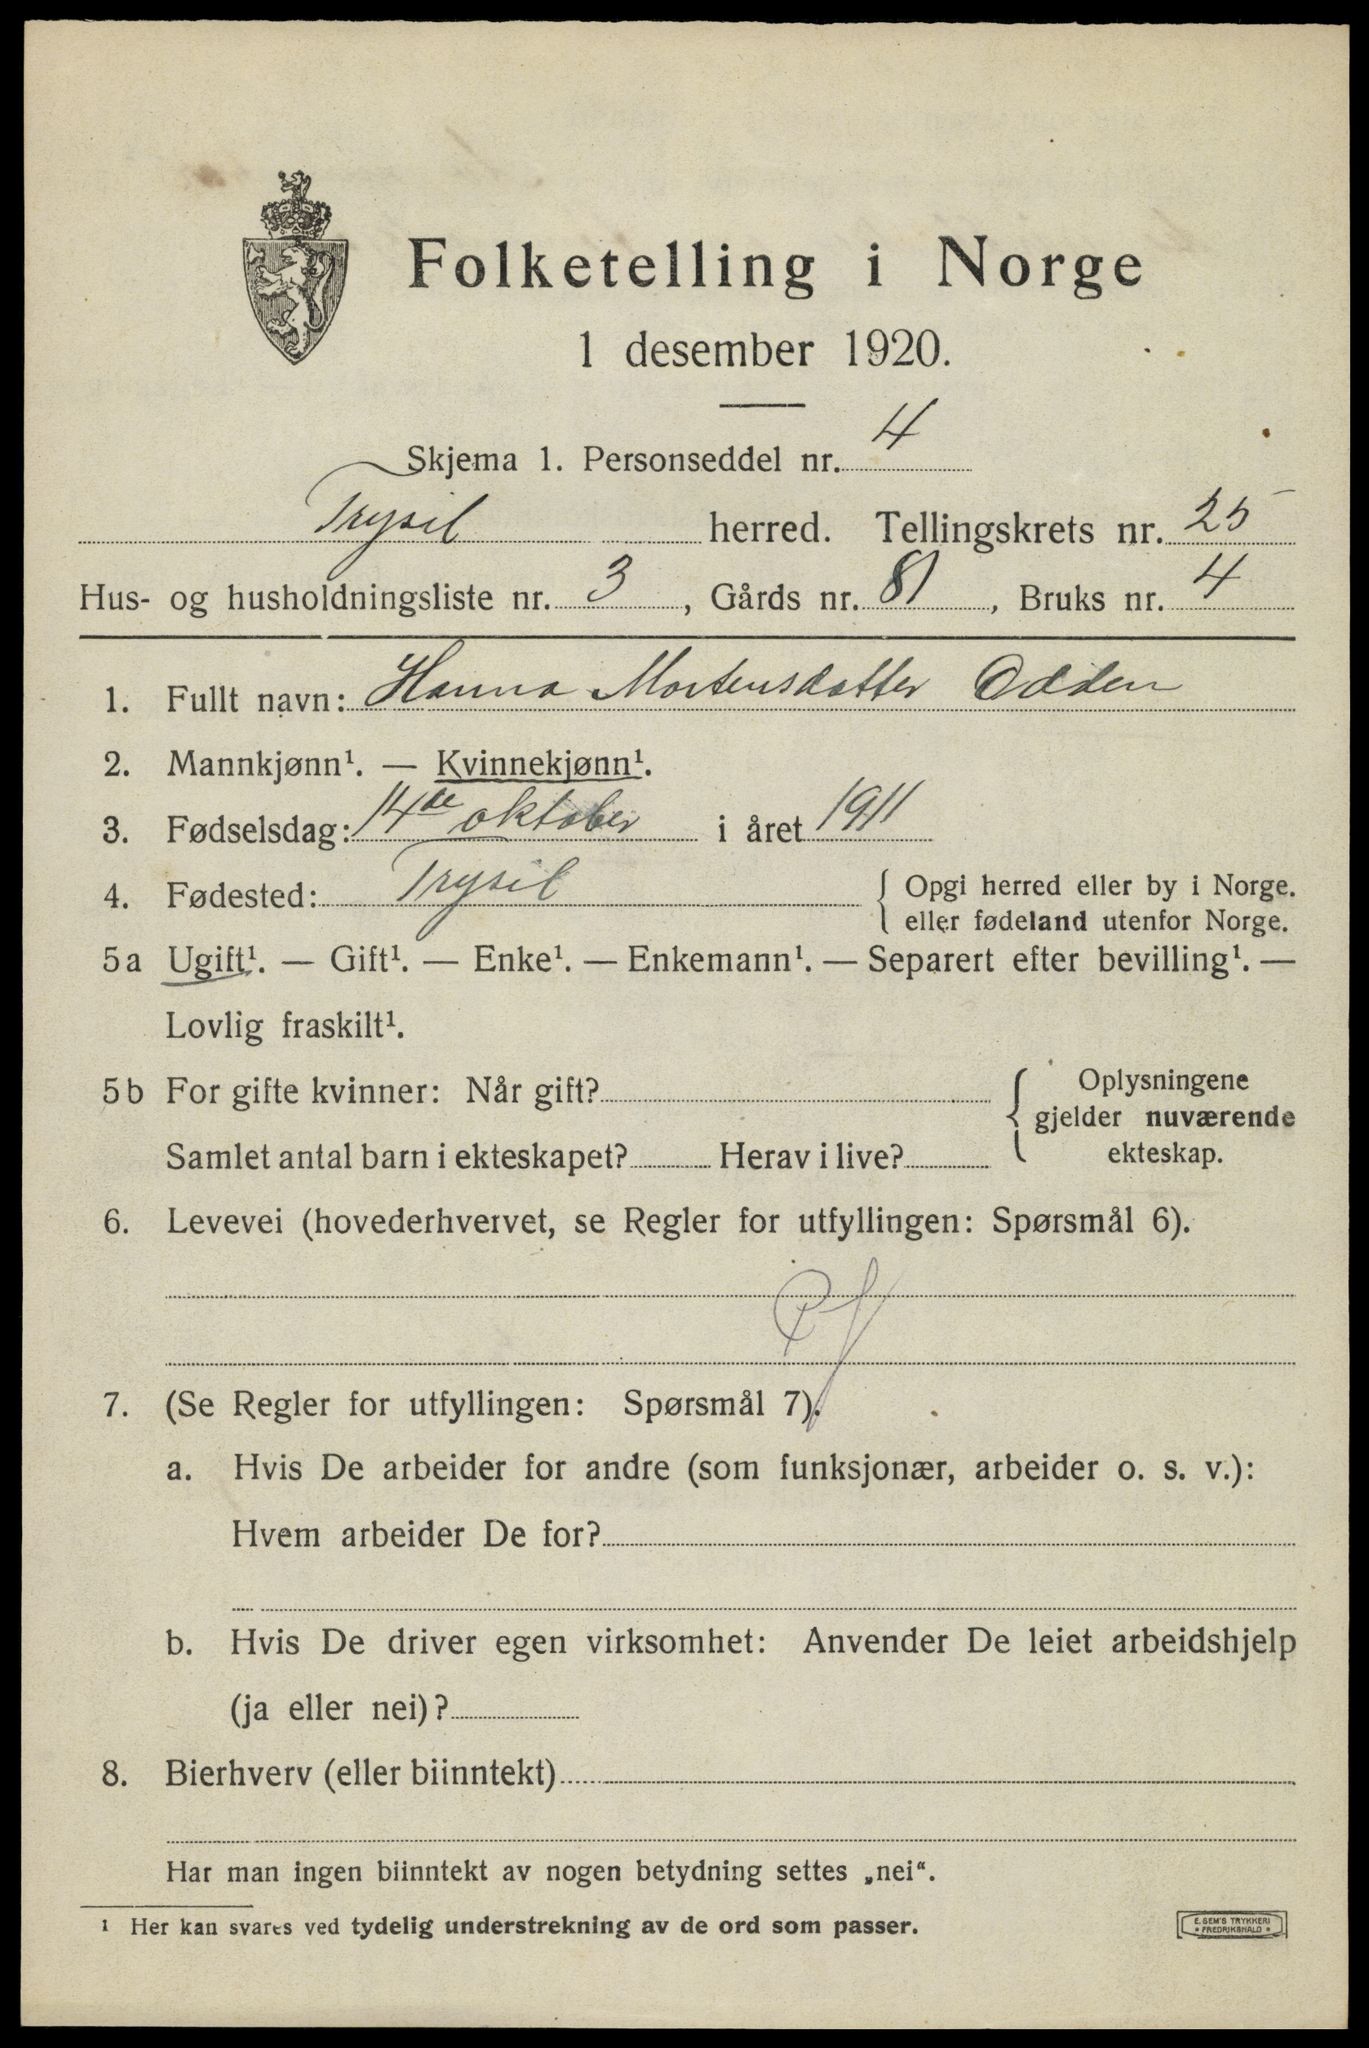 Folketelling i Norge
1 desember 1920.
Skjema 1. Personseddel nr. 4
Trysil herred. Tellingskrets nr. 25
Hus- og husholdningsliste nr. 3, Gårds nr. 81, Bruks nr. 4
1. Fullt navn: Hanna Mortensdatter Odden
2. Mannkjønn¹. — Kvinnekjønn¹.
3. Fødselsdag: 14de oktober i året 1911
4. Fødested: Trysil { Opgi herred eller by i Norge.
eller fødeland utenfor Norge.
5a Ugift¹. — Gift¹. — Enke¹. — Enkemann¹. — Separert efter bevilling¹. —
Lovlig fraskilt¹.
5b For gifte kvinner: Når gift? { Oplysningene
gjelder nuværende
Samlet antal barn i ekteskapet? Herav i live? ekteskap.
6. Levevei (hovederhvervet, se Regler for utfyllingen: Spørsmål 6).
Pf
7. (Se Regler for utfyllingen: Spørsmål 7).
a. Hvis De arbeider for andre (som funksjonær, arbeider o. s. v.):
Hvem arbeider De for?
b. Hvis De driver egen virksomhet: Anvender De leiet arbeidshjelp
(ja eller nei)?
8. Bierhverv (eller biinntekt)
Har man ingen biinntekt av nogen betydning settes „nei“.
¹ Her kan svares ved tydelig understrekning av de ord som passer.
E. SEM'S TRYKKERI
• FREDRIKSHALD •